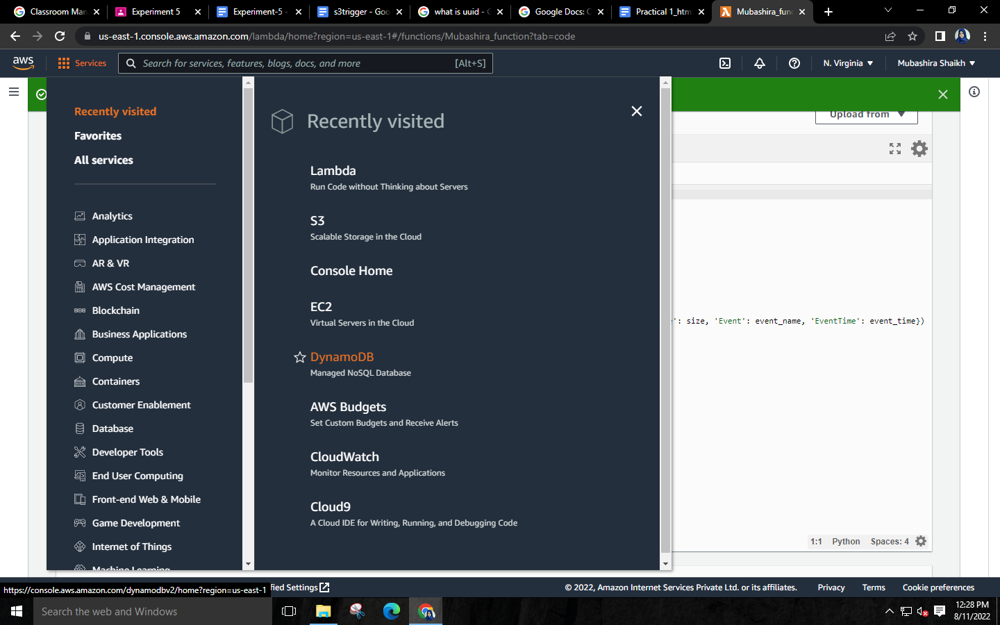 Classroom Man
Experiment 5
Experiment-5 -
s3trigger - Goo
what is uuid - G
Google Docs: C
Practical 1_htm
Mubashira_func
us-east-1.console.aws.amazon.com/lambda/home?region=us-east-1#/functions/Mubashira_function?tab=code
aws
Services
Search for services, features, blogs, docs, and more
[Alt+S]
N. Virginia
Mubashira Shaikh
Upload from
Recently visited
Favorites
All services
Analytics
Application Integration
AR & VR
AWS Cost Management
Blockchain
Business Applications
Compute
Containers
Customer Enablement
Database
Developer Tools
End User Computing
Front-end Web & Mobile
Game Development
Internet of Things
Machine Learning
Recently visited
Lambda
Run Code without Thinking about Servers
S3
Scalable Storage in the Cloud
Console Home
EC2
Virtual Servers in the Cloud
DynamoDB
Managed NoSQL Database
AWS Budgets
Set Custom Budgets and Receive Alerts
CloudWatch
Monitor Resources and Applications
Cloud9
A Cloud IDE for Writing, Running, and Debugging Code
': size, 'Event': event_name, 'EventTime': event_time})
1:1 Python Spaces: 4
https://console.aws.amazon.com/dynamodbv2/home?region=us-east-1
fied Settings
© 2022, Amazon Internet Services Private Ltd. or its affiliates.
Privacy
Terms
Cookie preferences
Search the web and Windows
12:28 PM
8/11/2022